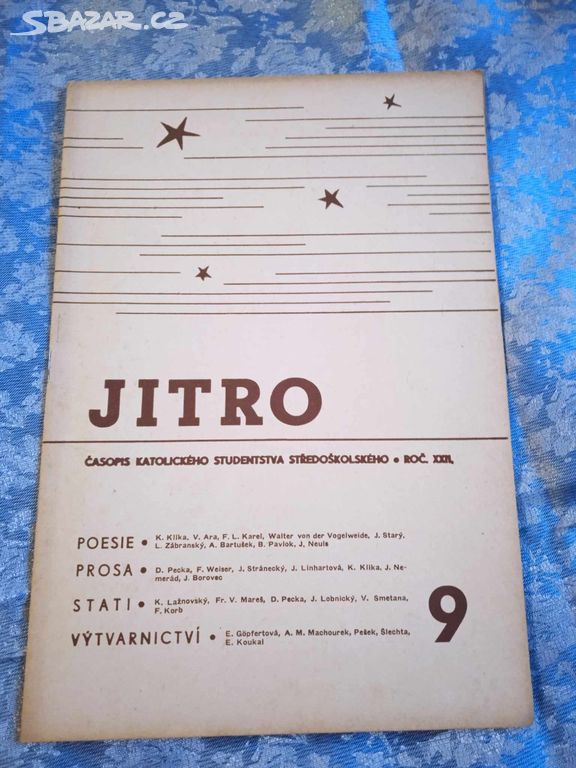 SBAZAR.CZ
JITRO
ČASOPIS KATOLICKÉHO STUDENTSTVA STŘEDOŠKOLSKÉHO • ROČ. XXII,
POESIE • K. Klika, V. Ara, F. L. Karel, Walter von der Vogelweide, J. Starý,
L. Zábranský, A. Bartušek, B. Pavlok, J. Neuls
PROSA • D. Pecka, F. Weiser, J. Stránecký, J. Linhartová, K. Klika, J. Ne-
merád, J. Borovec
STATI • K. Lažnovský, Fr. V. Mareš, D. Pecka, J. Lobnický, V. Smetana,
F. Korb
VÝTVARNICTVÍ • E. Göpfertová, A. M. Machourek, Pešek, Šlechta,
E. Koukal
9